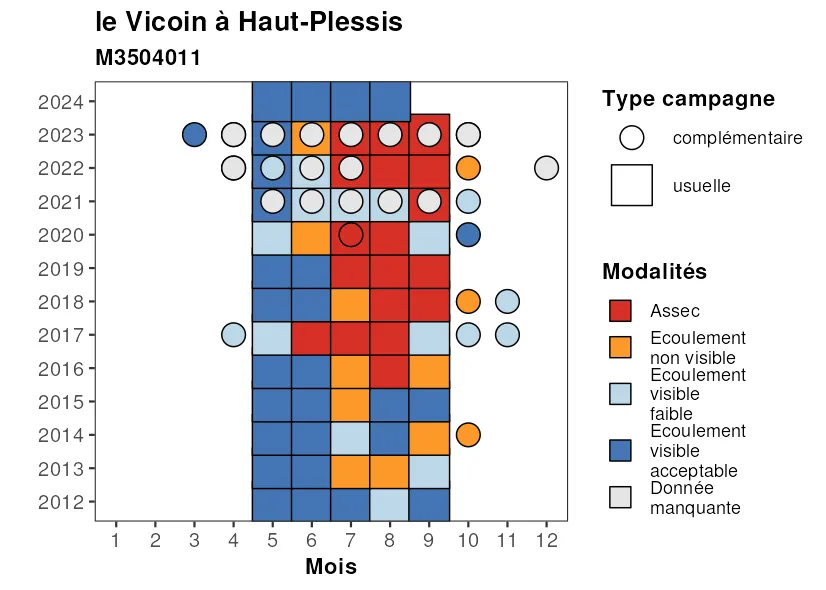 le Vicoin à Haut-Plessis
M3504011
2024
2023
2022
2021
2020
2019
2018
2017
2016
2015
2014
2013
2012
1 2 3 4 5 6 7 8 9 10 11 12
Mois
Type campagne
complémentaire
usuelle
Modalités
Assec
Ecoulement
non visible
Ecoulement
visible
faible
Ecoulement
visible
acceptable
Donnée
manquante